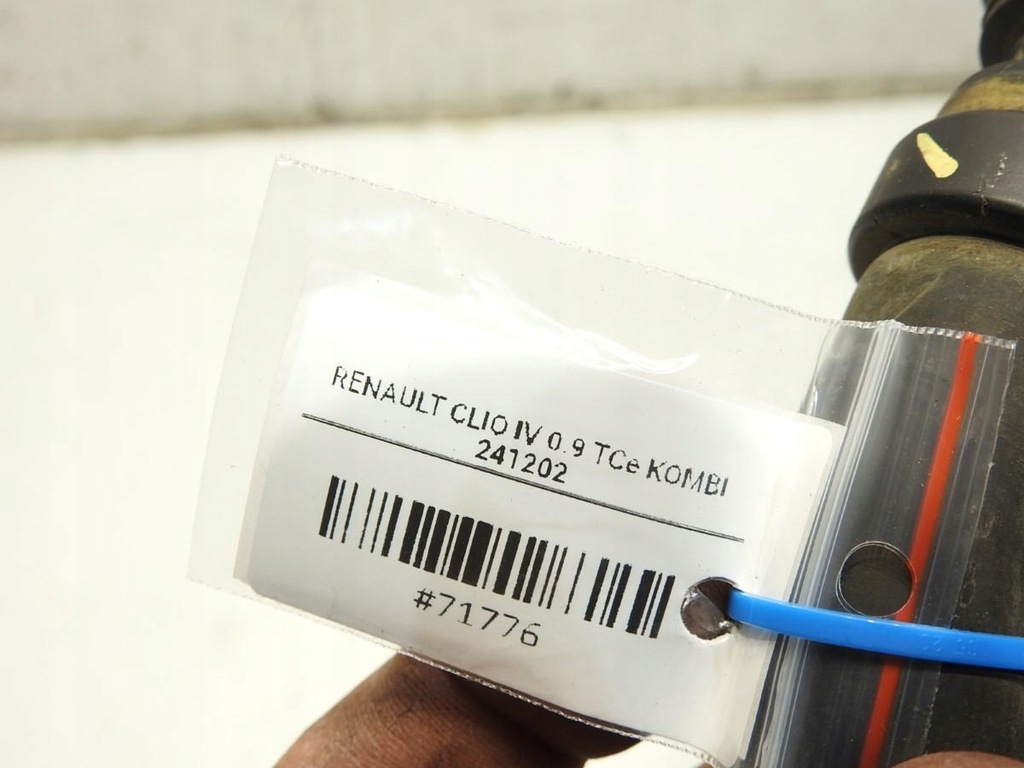 RENAULT CLIO IV 0.9 TCe KOMBI
241202
#71776